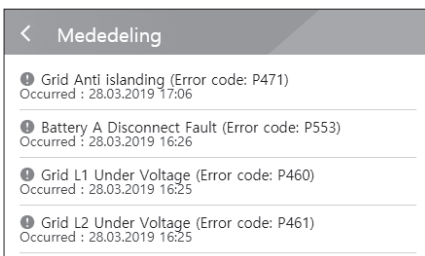 Mededeling
Grid Anti islanding (Error code: P471)
Occurred : 28.03.2019 17:06
Battery A Disconnect Fault (Error code: P553)
Occurred : 28.03.2019 16:26
Grid L1 Under Voltage (Error code: P460)
Occurred : 28.03.2019 16:25
Grid L2 Under Voltage (Error code: P461)
Occurred : 28.03.2019 16:25